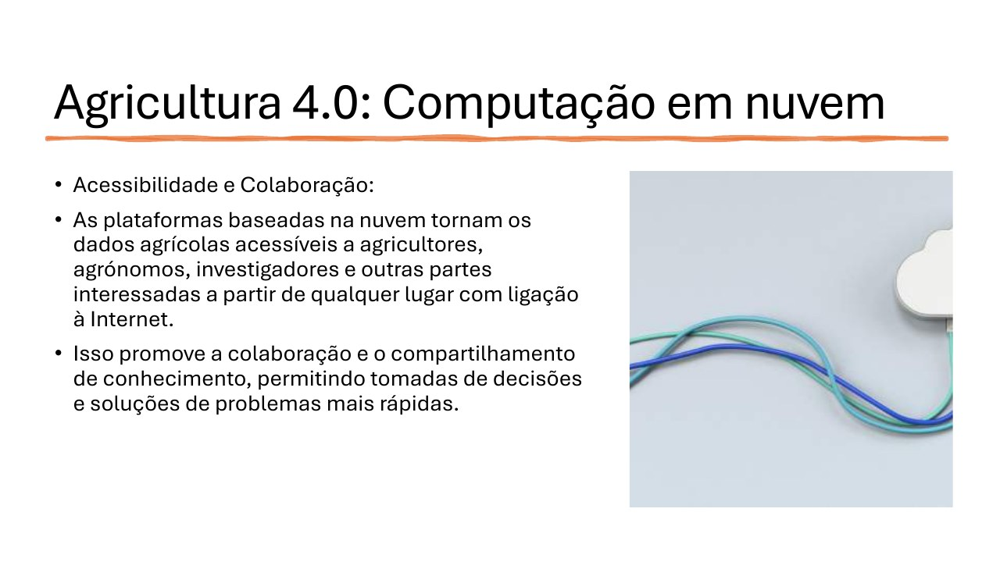 Agricultura 4.0: Computação em nuvem
• Acessibilidade e Colaboração:
• As plataformas baseadas na nuvem tornam os
dados agrícolas acessíveis a agricultores,
agrónomos, investigadores e outras partes
interessadas a partir de qualquer lugar com ligação
à Internet.
• Isso promove a colaboração e o compartilhamento
de conhecimento, permitindo tomadas de decisões
e soluções de problemas mais rápidas.